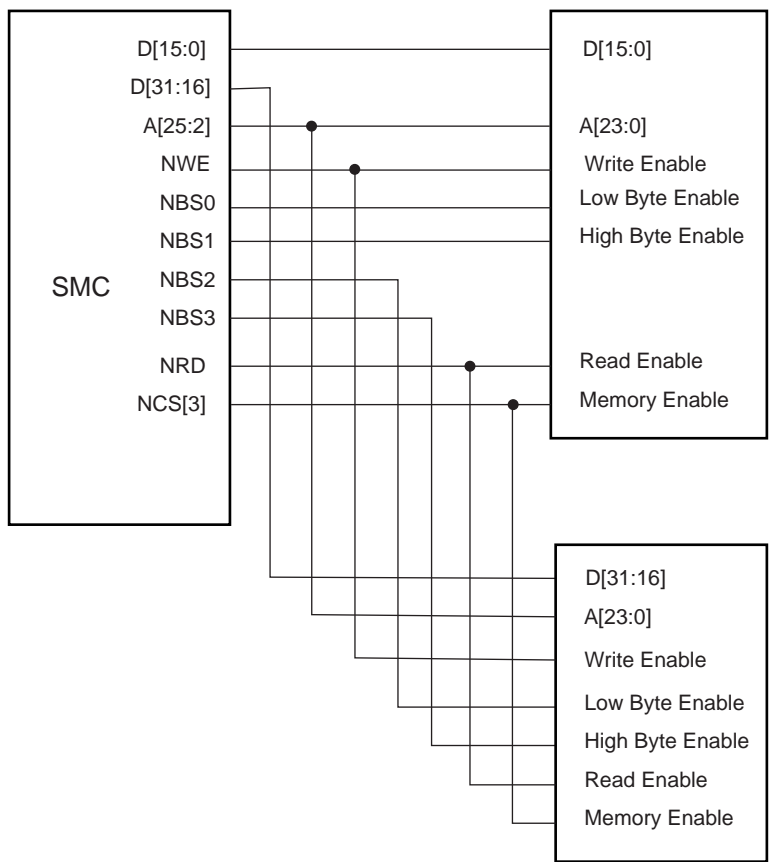 D[15:0]
D[31:16]
A[25:2]
NWE
NBS0
NBS1
NBS2
SMC
NBS3
NRD
NCS[3]
D[15:0]
A[23:0]
Write Enable
Low Byte Enable
High Byte Enable
Read Enable
Memory Enable
D[31:16]
A[23:0]
Write Enable
Low Byte Enable
High Byte Enable
Read Enable
Memory Enable